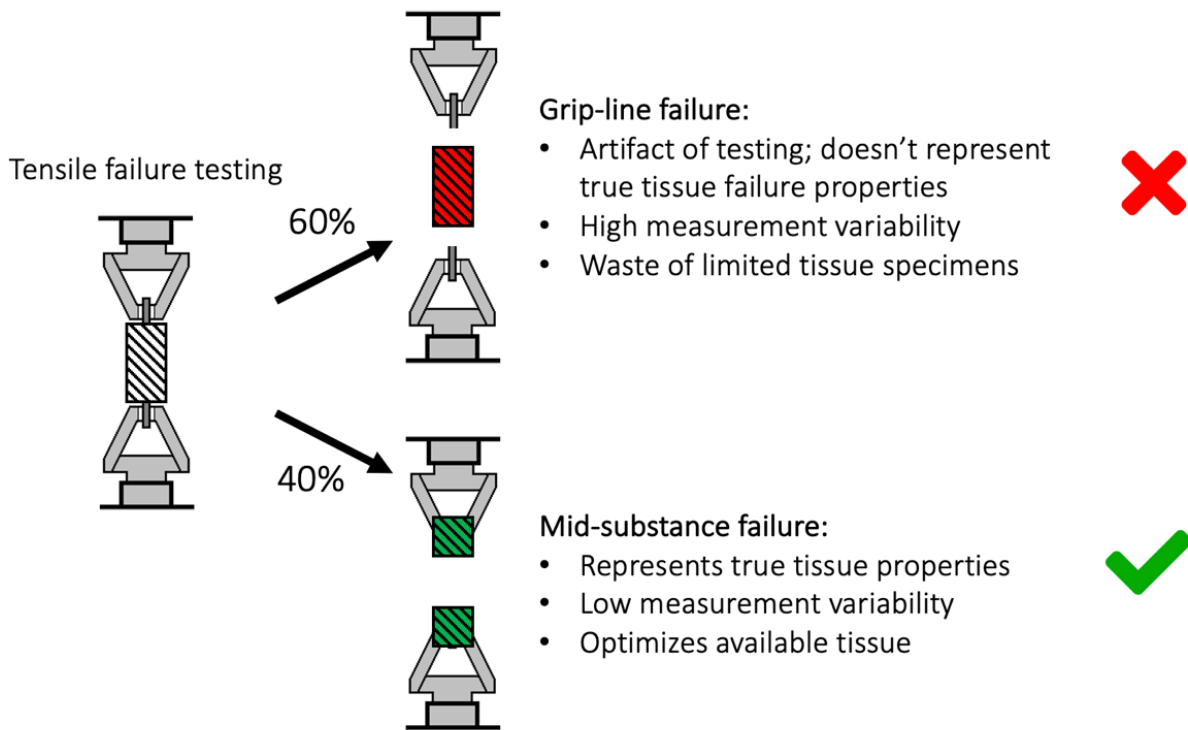 Tensile failure testing
60%
40%
Grip-line failure:
• Artifact of testing; doesn’t represent
true tissue failure properties
• High measurement variability
• Waste of limited tissue specimens
Mid-substance failure:
• Represents true tissue properties
• Low measurement variability
• Optimizes available tissue